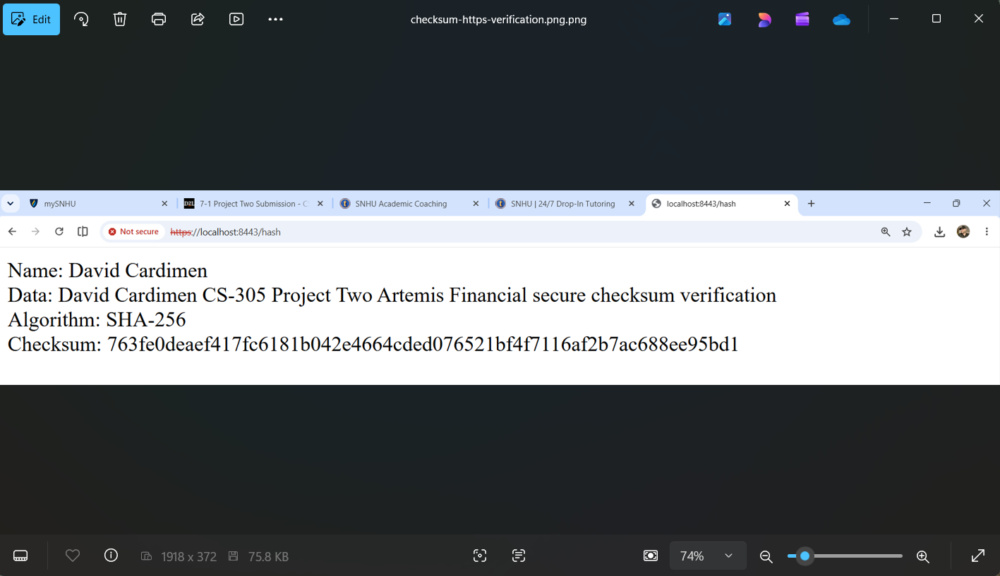 Edit
checksum-https-verification.png.png
mySNHU
D2L
7-1 Project Two Submission - C
SNHU Academic Coaching
SNHU | 24/7 Drop-In Tutoring
localhost:8443/hash
Not secure
https://localhost:8443/hash
Name: David Cardimen
Data: David Cardimen CS-305 Project Two Artemis Financial secure checksum verification
Algorithm: SHA-256
Checksum: 763fe0deaef417fc6181b042e4664cded076521bf4f7116af2b7ac688ee95bd1
1918 x 372
75.8 KB
74%